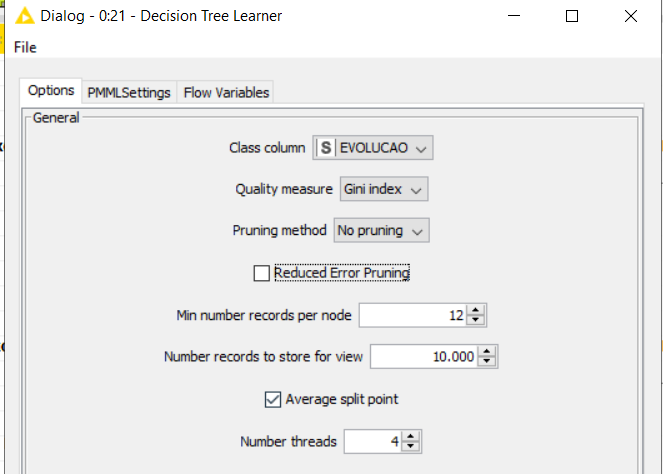 Dialog - 0:21 - Decision Tree Learner
File
Options PMMLSettings Flow Variables
General
Class column S EVOLUCAO
Quality measure Gini index
Pruning method No pruning
Reduced Error Pruning
Min number records per node 12
Number records to store for view 10.000
Average split point
Number threads 4